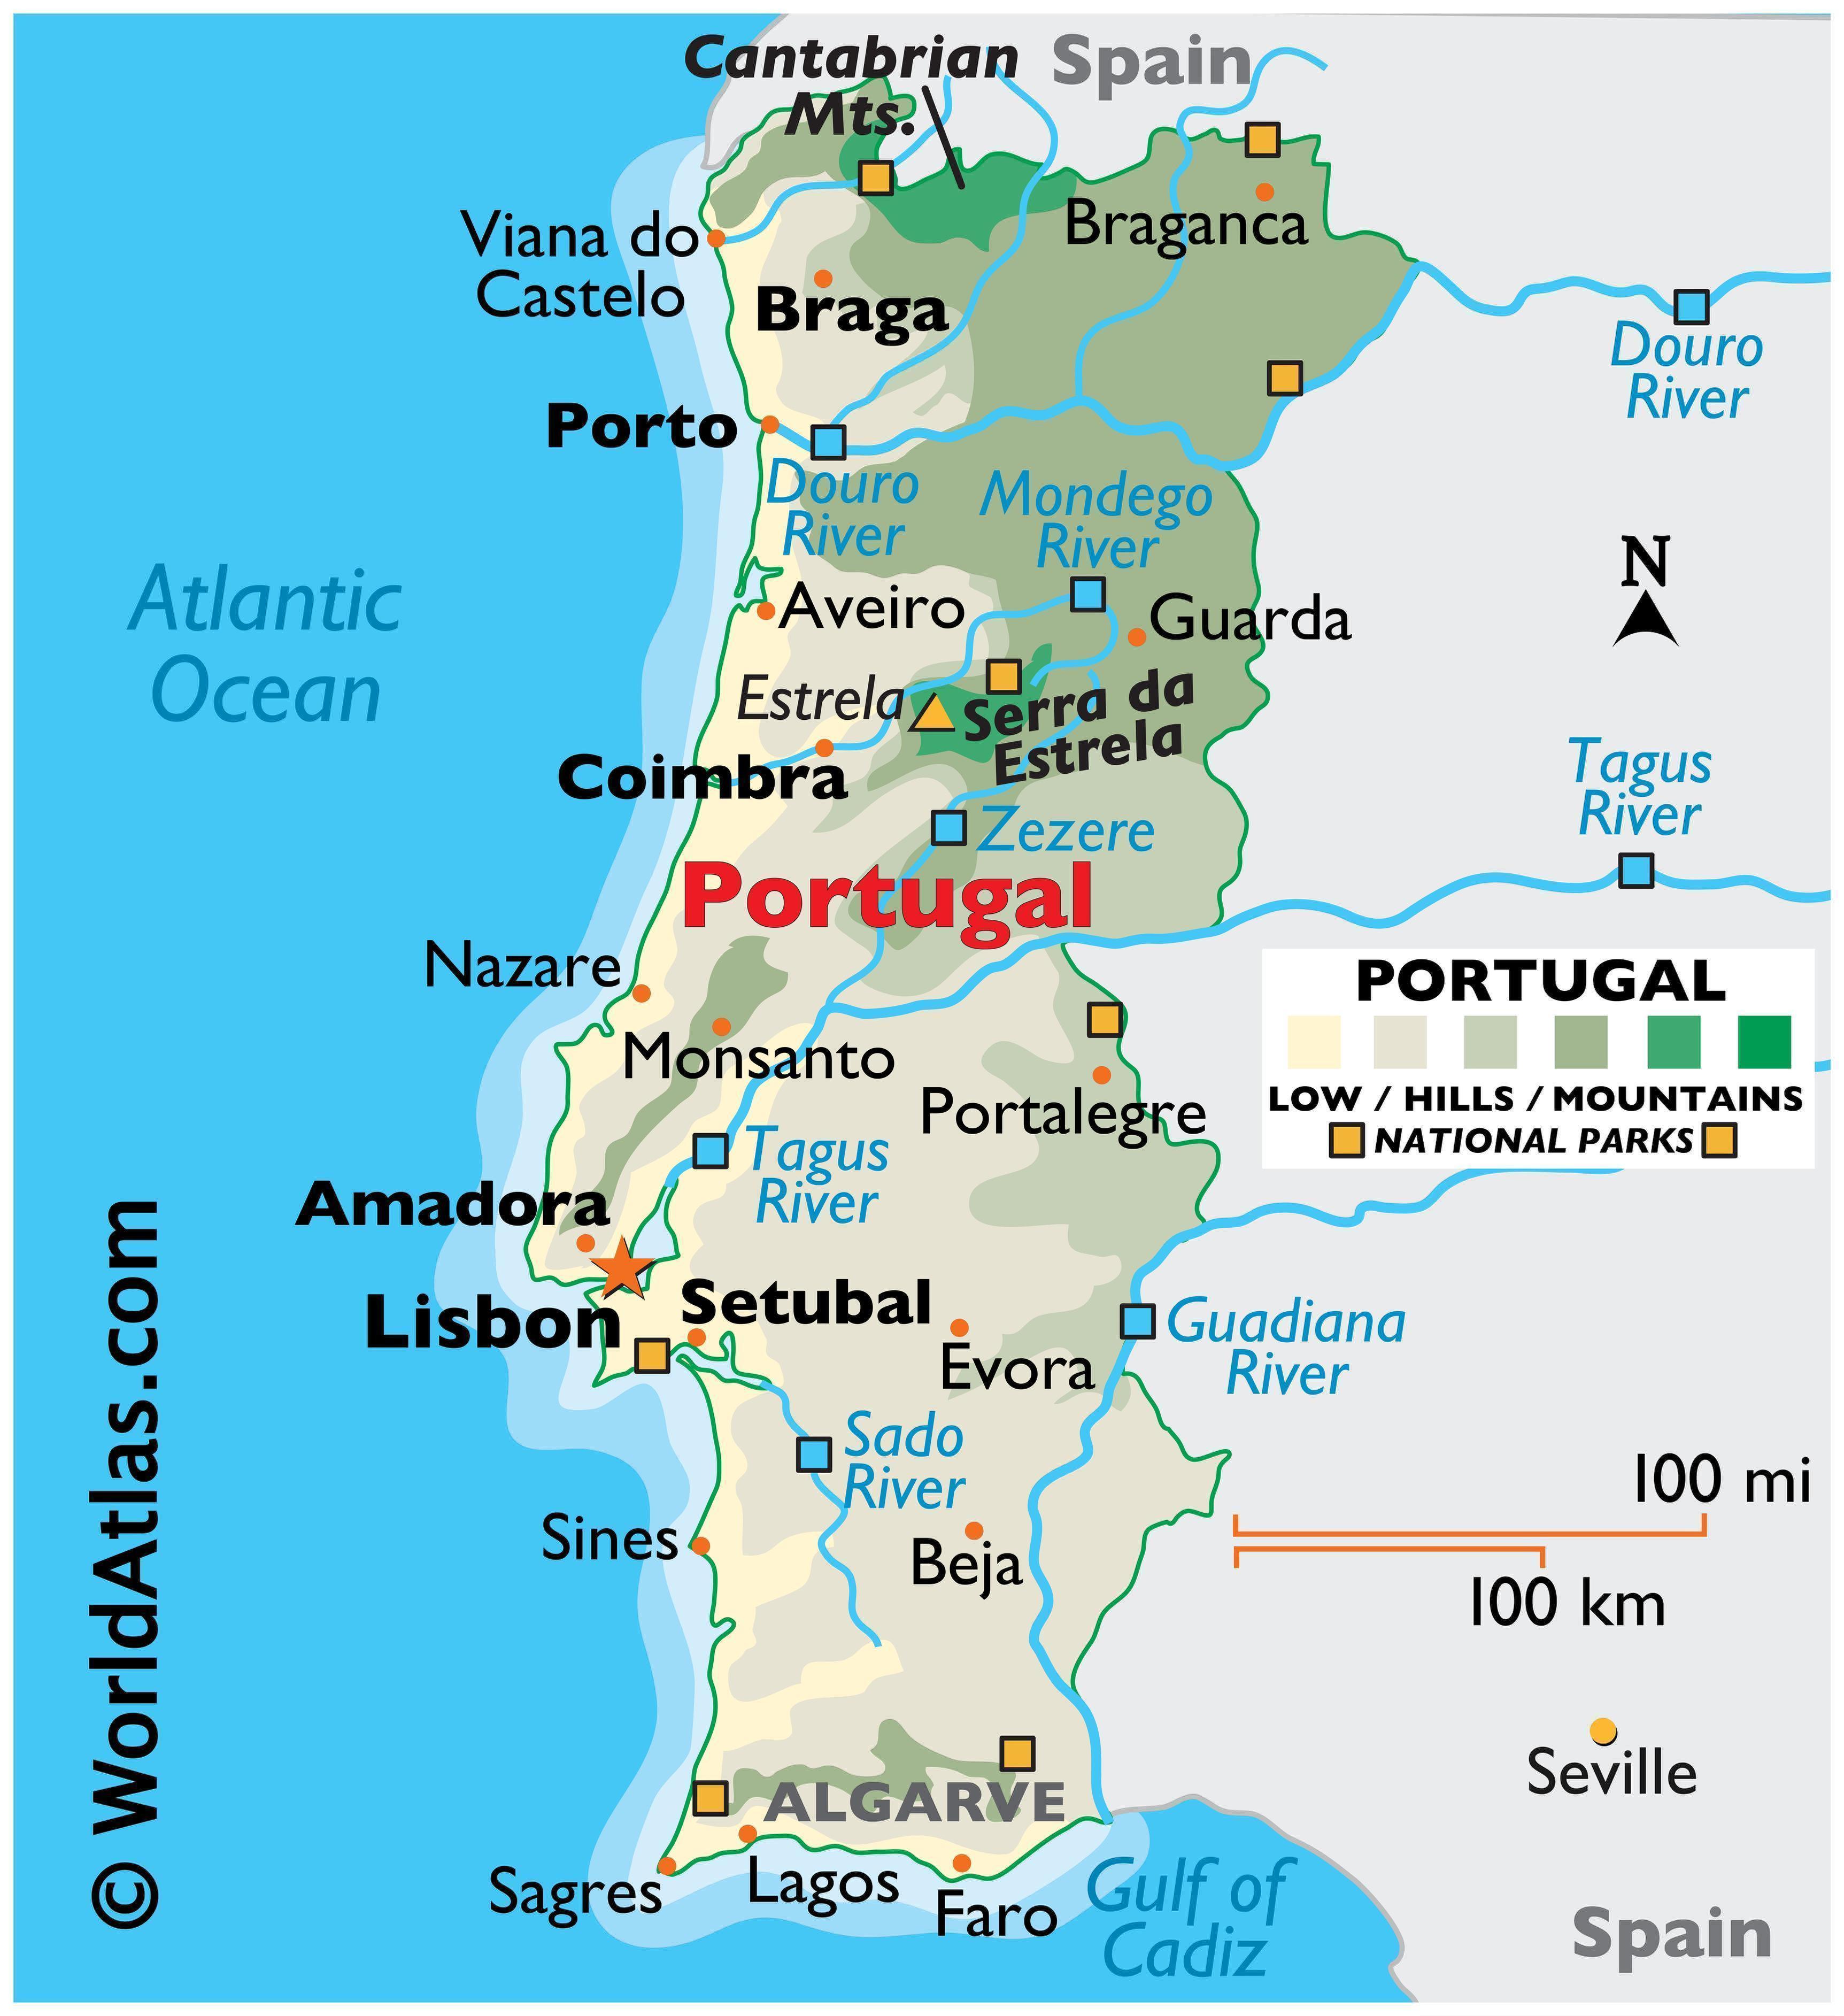 Cantabrian
Mts.
Spain
Braganca
Viana do
Castelo
Braga
Douro
River
Porto
Douro
River
Mondego
River
N
Atlantic
Ocean
Aveiro
Guarda
Estrela
Serra da
Estrela
Coimbra
Tagus
River
Zezere
Portugal
Nazare
Monsanto
PORTUGAL
LOW / HILLS / MOUNTAINS
NATIONAL PARKS
Portalegre
Tagus
River
Amadora
Lisbon
Setubal
Evora
Guadiana
River
Sado
River
100 mi
100 km
Sines
Beja
Seville
ALGARVE
Sagres
Lagos
Faro
Gulf of
Cadiz
Spain
© WorldAtlas.com